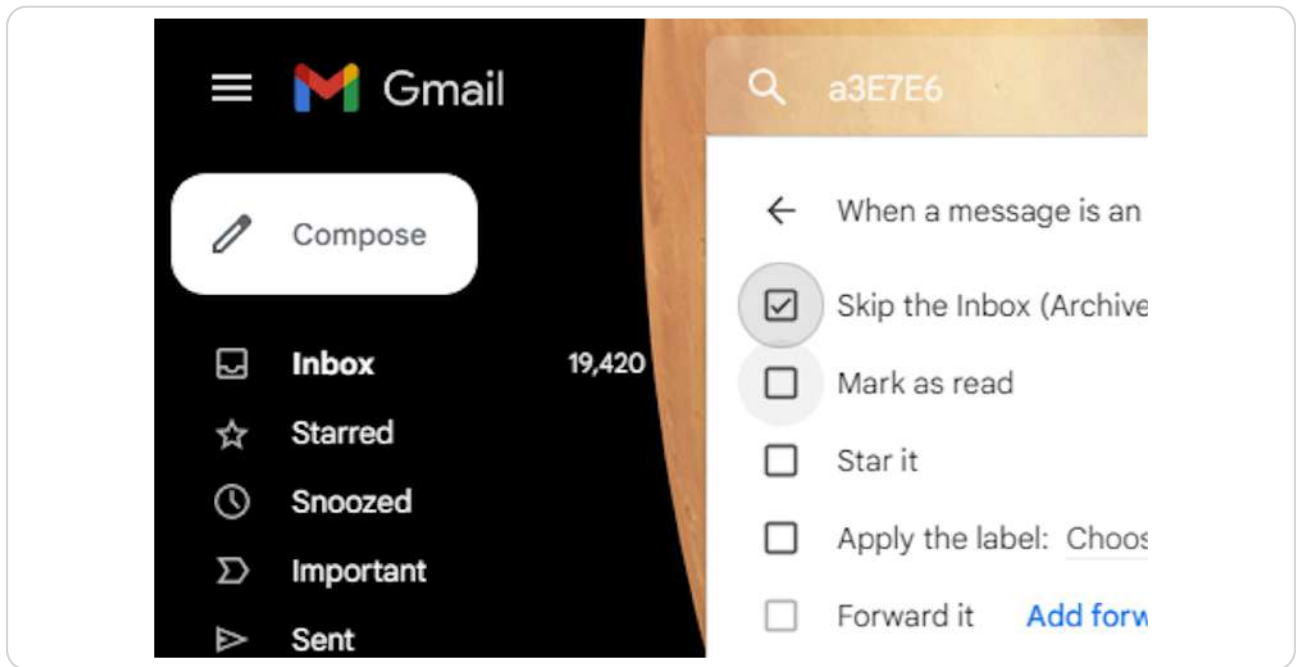 Gmail
a3E7E6
Compose
When a message is an
Skip the Inbox (Archive
Inbox 19,420
Mark as read
Starred
Star it
Snoozed
Apply the label: Choos
Important
Forward it Add forw
Sent